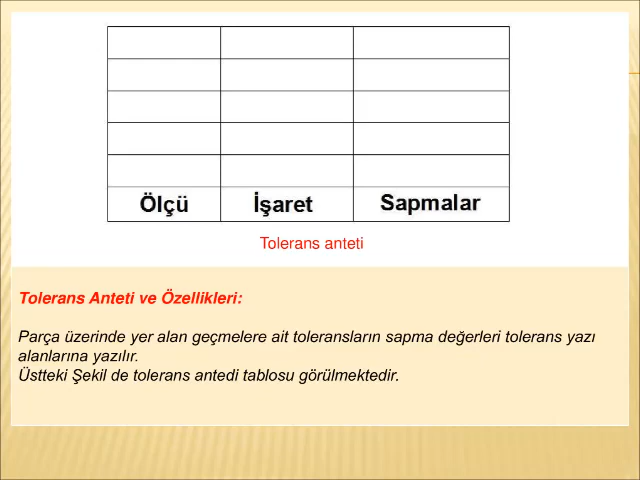 Ölçü İşaret Sapmalar
Tolerans anteti
Tolerans Anteti ve Özellikleri:
Parça üzerinde yer alan geçmelere ait toleransların sapma değerleri tolerans yazı
alanlarına yazılır.
Üstteki Şekil de tolerans antedi tablosu görülmektedir.